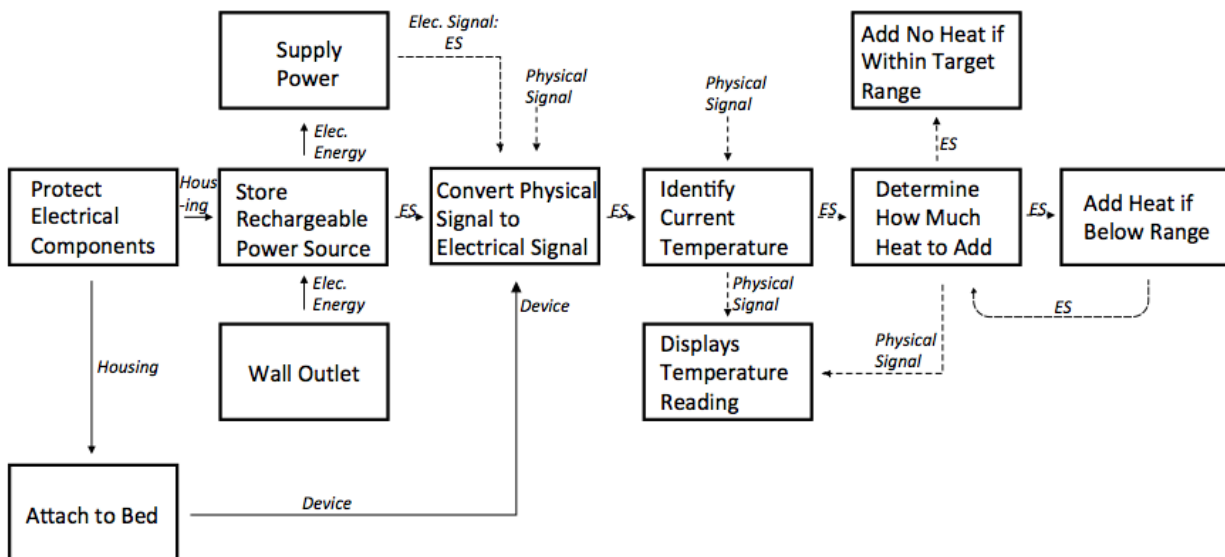 Supply
Power
Elec. Signal:
ES
Physical
Signal
Physical
Signal
Add No Heat if
Within Target
Range
Elec.
Energy
ES
Protect
Electrical
Components
Hous
-ing
Store
Rechargeable
Power Source
ES
Convert Physical
Signal to
Electrical Signal
ES
Identify
Current
Temperature
ES
Determine
How Much
Heat to Add
ES
Add Heat if
Below Range
Elec.
Energy
Device
Physical
Signal
ES
Housing
Wall Outlet
Displays
Temperature
Reading
Physical
Signal
Attach to Bed
Device